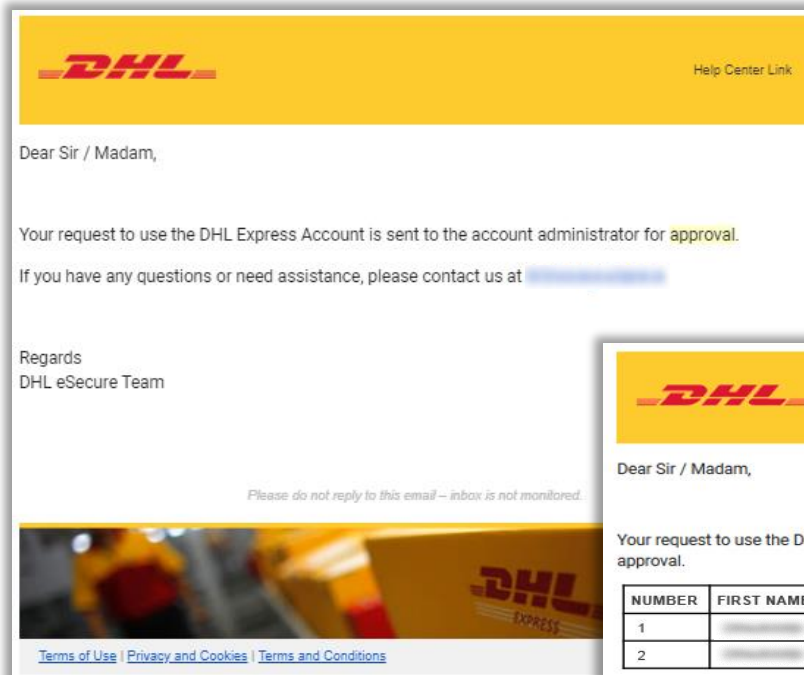 DHL
Help Center Link
Dear Sir / Madam,
Your request to use the DHL Express Account is sent to the account administrator for approval.
If you have any questions or need assistance, please contact us at
Regards
DHL eSecure Team
Please do not reply to this email – inbox is not monitored.
DHL
EXPRESS
Terms of Use | Privacy and Cookies | Terms and Conditions
DHL
Dear Sir / Madam,
Your request to use the D
approval.
NUMBER FIRST NAME
1
2